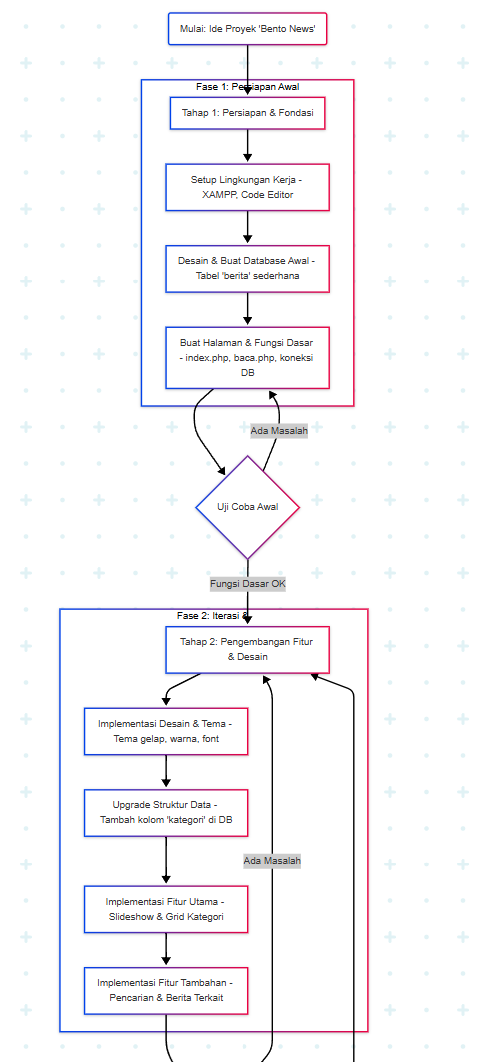 Mulai: Ide Proyek 'Bento News'
Fase 1: Persiapan Awal
Tahap 1: Persiapan & Fondasi
Setup Lingkungan Kerja -
XAMPP, Code Editor
Desain & Buat Database Awal -
Tabel 'berita' sederhana
Buat Halaman & Fungsi Dasar
- index.php, baca.php, koneksi
DB
Ada Masalah
Uji Coba Awal
Fungsi Dasar OK
Fase 2: Iterasi &
Tahap 2: Pengembangan Fitur
& Desain
Implementasi Desain & Tema -
Tema gelap, warna, font
Upgrade Struktur Data -
Tambah kolom 'kategori' di DB
Ada Masalah
Implementasi Fitur Utama -
Slideshow & Grid Kategori
Implementasi Fitur Tambahan -
Pencarian & Berita Terkait